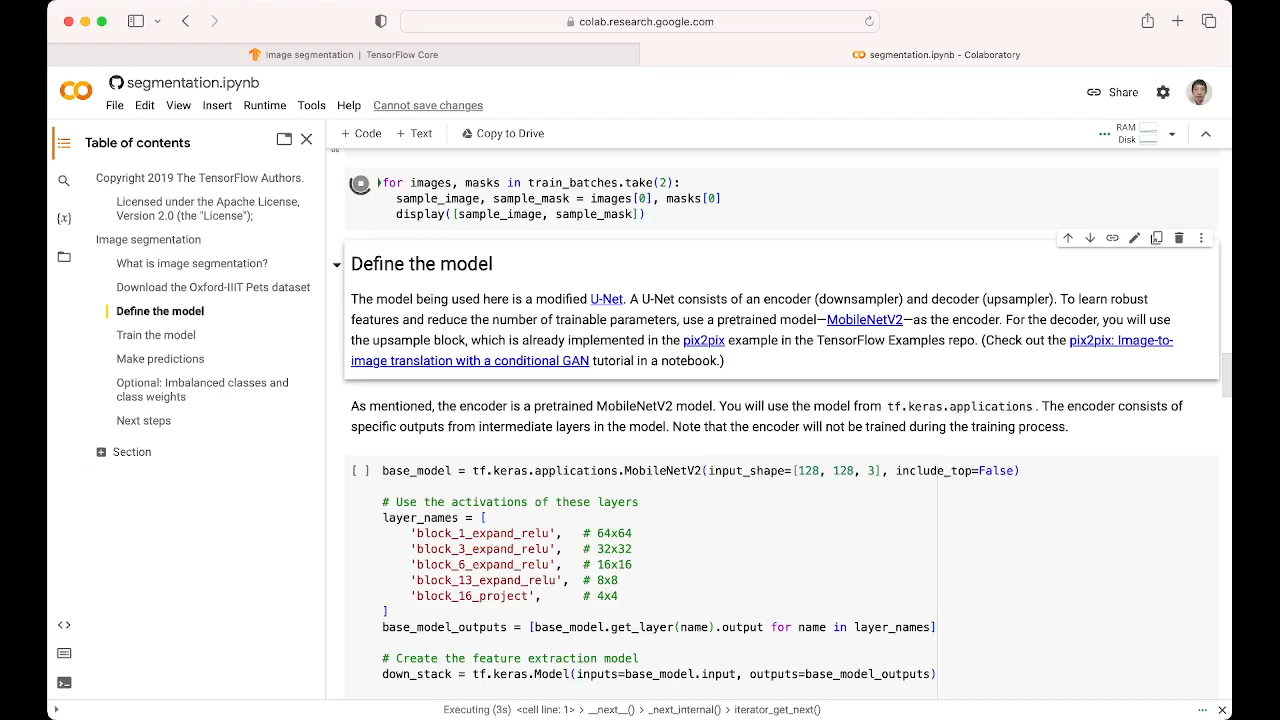 colab.research.google.com
Image segmentation | TensorFlow Core
segmentation.ipynb - Colaboratory
segmentation.ipynb
File Edit View Insert Runtime Tools Help Cannot save changes
Share
Table of contents
Copyright 2019 The TensorFlow Authors.
Licensed under the Apache License,
Version 2.0 (the "License");
Image segmentation
What is image segmentation?
Download the Oxford-IIIT Pets dataset
Define the model
Train the model
Make predictions
Optional: Imbalanced classes and
class weights
Next steps
Section
{x}
+ Code + Text Copy to Drive
RAM
Disk
0s
for images, masks in train_batches.take(2):
  sample_image, sample_mask = images[0], masks[0]
  display([sample_image, sample_mask])
Define the model
The model being used here is a modified U-Net. A U-Net consists of an encoder (downsampler) and decoder (upsampler). To learn robust
features and reduce the number of trainable parameters, use a pretrained model—MobileNetV2—as the encoder. For the decoder, you will use
the upsample block, which is already implemented in the pix2pix example in the TensorFlow Examples repo. (Check out the pix2pix: Image-to-
image translation with a conditional GAN tutorial in a notebook.)
As mentioned, the encoder is a pretrained MobileNetV2 model. You will use the model from tf.keras.applications. The encoder consists of
specific outputs from intermediate layers in the model. Note that the encoder will not be trained during the training process.
[ ] base_model = tf.keras.applications.MobileNetV2(input_shape=[128, 128, 3], include_top=False)
# Use the activations of these layers
layer_names = [
    'block_1_expand_relu',   # 64x64
    'block_3_expand_relu',   # 32x32
    'block_6_expand_relu',   # 16x16
    'block_13_expand_relu',  # 8x8
    'block_16_project',      # 4x4
]
base_model_outputs = [base_model.get_layer(name).output for name in layer_names]
# Create the feature extraction model
down_stack = tf.keras.Model(inputs=base_model.input, outputs=base_model_outputs)
Executing (3s) <cell line: 1> > __next__() > _next_internal() > iterator_get_next()